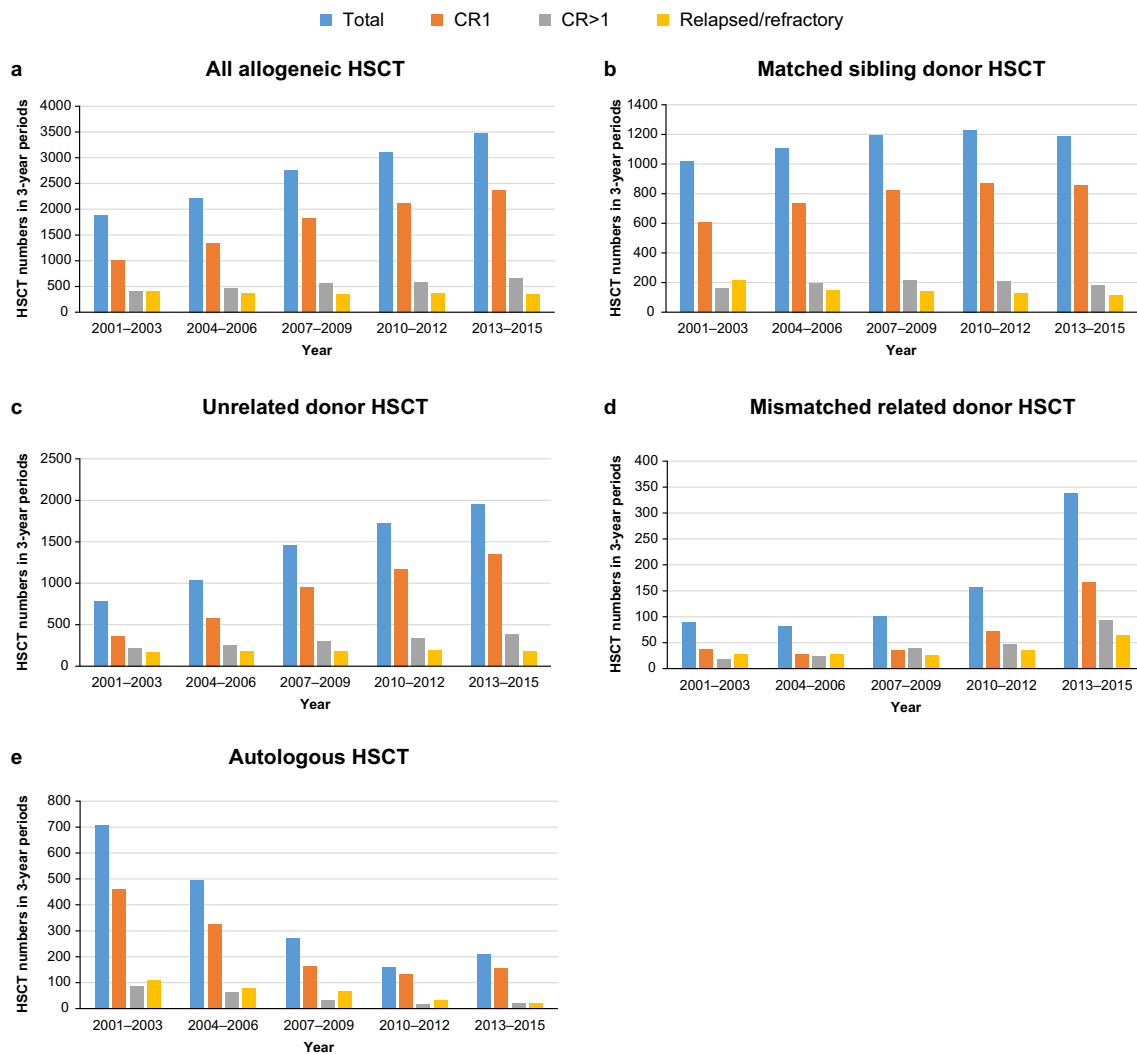 Total CR1 CR>1 Relapsed/refractory
a All allogeneic HSCT
HSCT numbers in 3-year periods
4000
3500
3000
2500
2000
1500
1000
500
0
2001–2003 2004–2006 2007–2009 2010–2012 2013–2015
Year
b Matched sibling donor HSCT
HSCT numbers in 3-year periods
1400
1200
1000
800
600
400
200
0
2001–2003 2004–2006 2007–2009 2010–2012 2013–2015
Year
c Unrelated donor HSCT
HSCT numbers in 3-year periods
2500
2000
1500
1000
500
0
2001–2003 2004–2006 2007–2009 2010–2012 2013–2015
Year
d Mismatched related donor HSCT
HSCT numbers in 3-year periods
400
350
300
250
200
150
100
50
0
2001–2003 2004–2006 2007–2009 2010–2012 2013–2015
Year
e Autologous HSCT
HSCT numbers in 3-year periods
800
700
600
500
400
300
200
100
0
2001–2003 2004–2006 2007–2009 2010–2012 2013–2015
Year